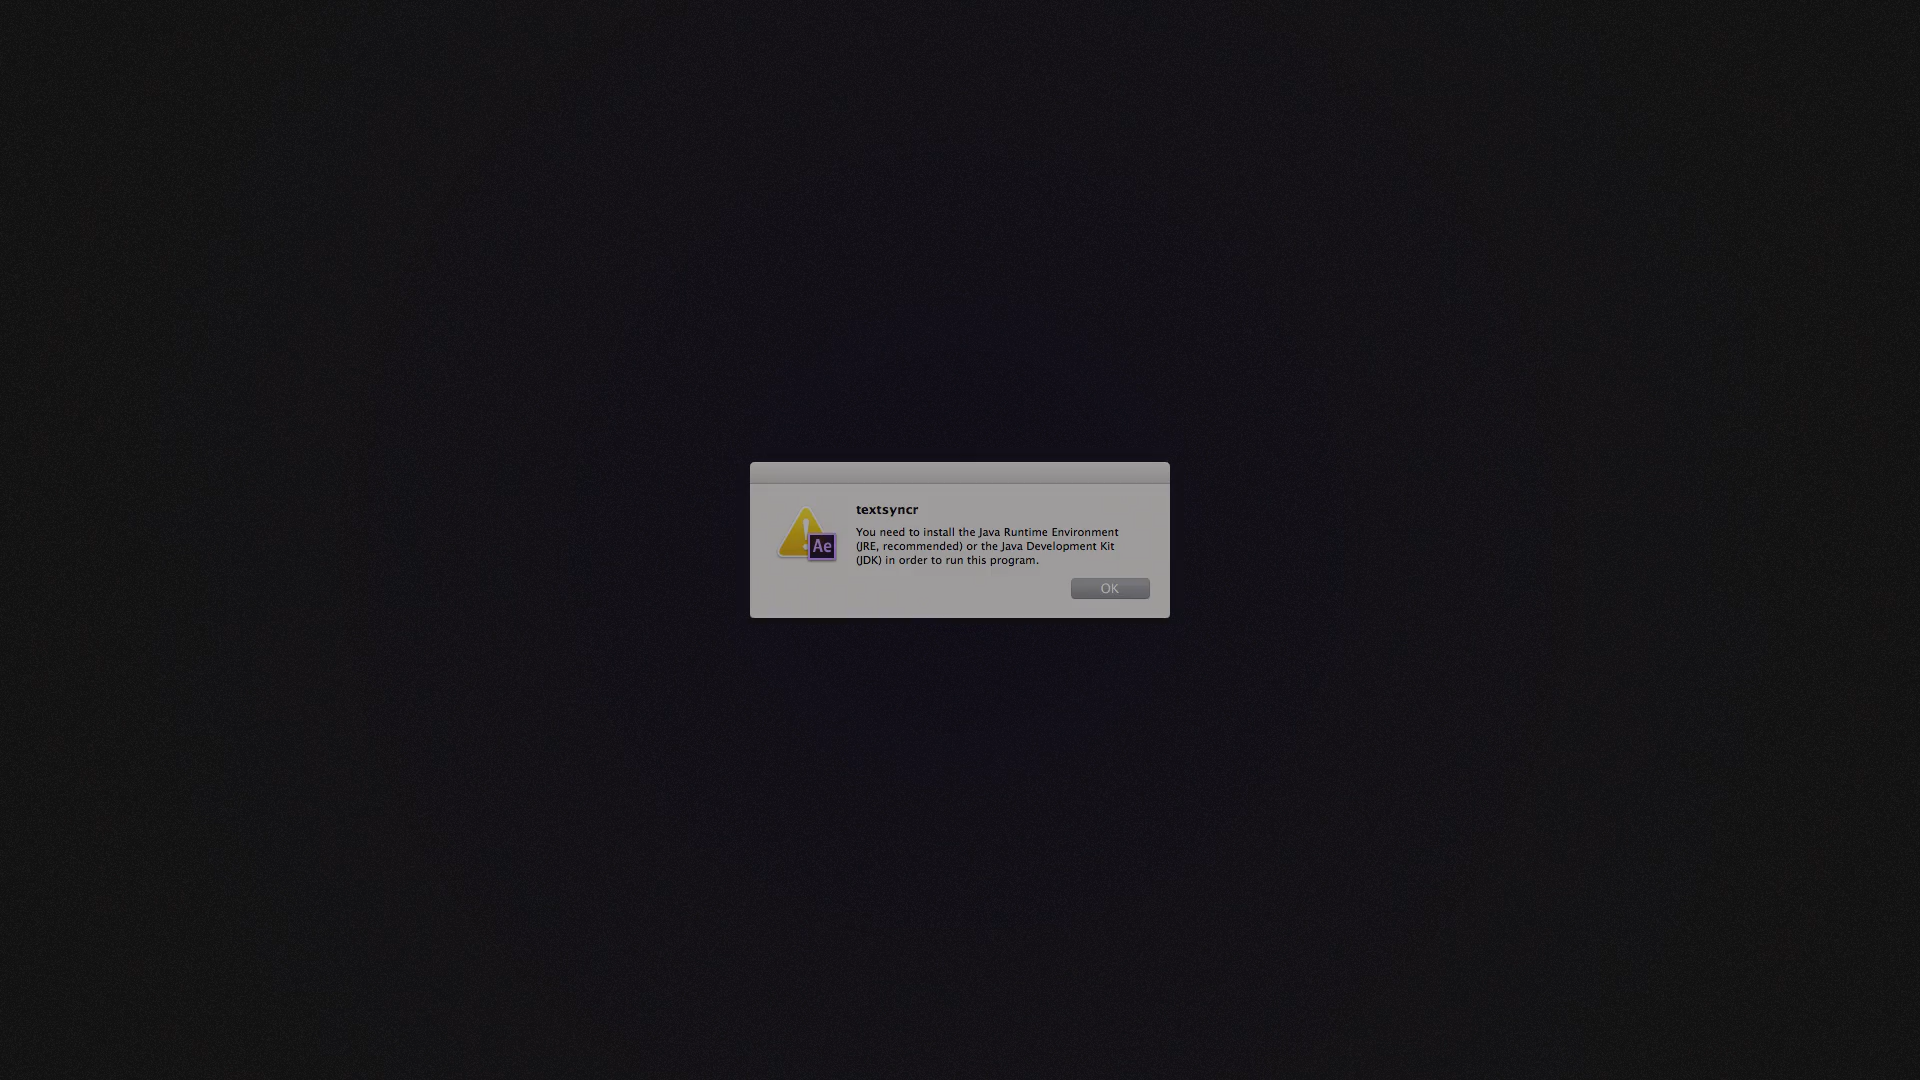 textsyncr
You need to install the Java Runtime Environment
(JRE, recommended) or the Java Development Kit
(JDK) in order to run this program.
Ae
OK